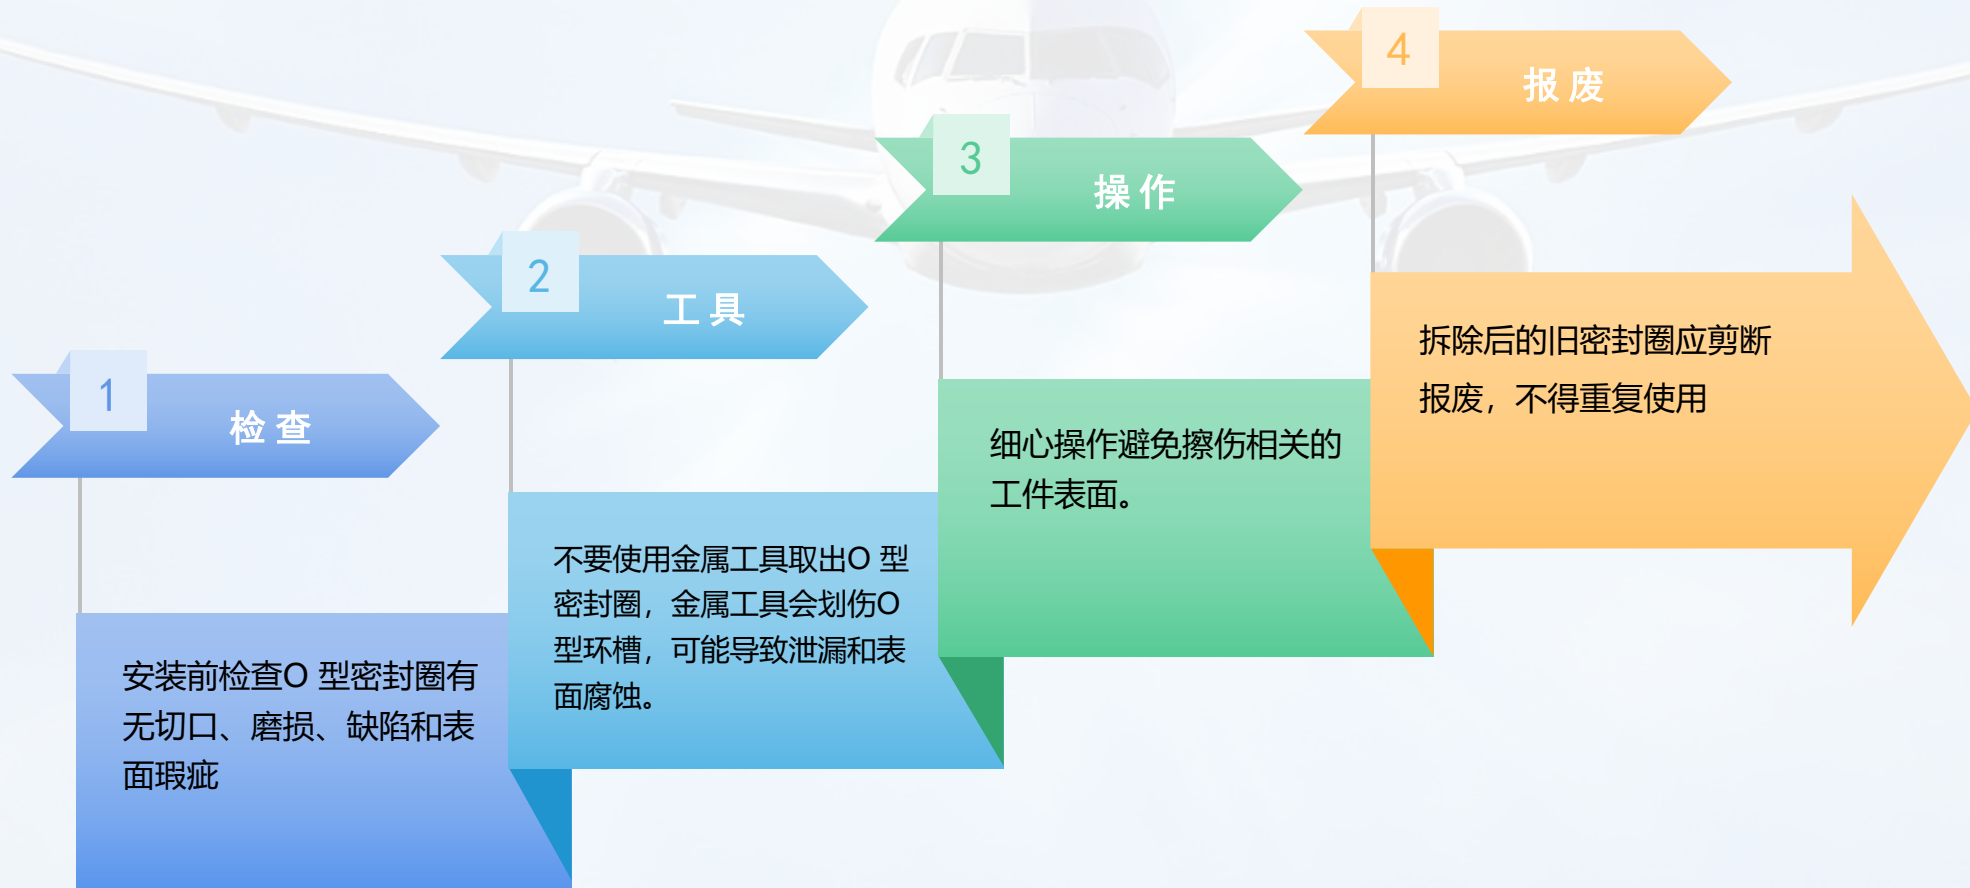 1
检 查
安装前检查O 型密封圈有
无切口、磨损、缺陷和表
面瑕疵
2
工 具
不要使用金属工具取出O 型
密封圈，金属工具会划伤O
型环槽，可能导致泄漏和表
面腐蚀。
3
操 作
细心操作避免擦伤相关的
工件表面。
4
报 废
拆除后的旧密封圈应剪断
报废，不得重复使用